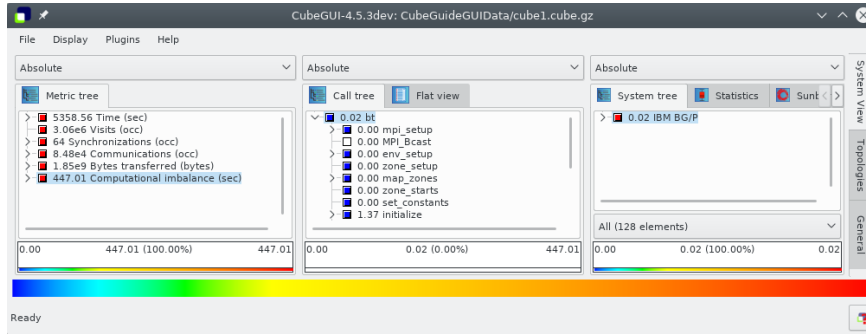 CubeGUI-4.5.3dev: CubeGuideGUIData/cube1.cube.gz
File Display Plugins Help
Absolute
Metric tree
5358.56 Time (sec)
3.06e6 Visits (occ)
64 Synchronizations (occ)
8.48e4 Communications (occ)
1.85e9 Bytes transferred (bytes)
447.01 Computational imbalance (sec)
0.00 447.01 (100.00%) 447.01
Absolute
Call tree Flat view
0.02 bt
0.00 mpi_setup
0.00 MPI_Bcast
0.00 env_setup
0.00 zone_setup
0.00 map_zones
0.00 zone_starts
0.00 set_constants
1.37 initialize
0.00 0.02 (0.00%) 447.01
Absolute
System tree Statistics
0.02 IBM BG/P
All (128 elements)
0.00 0.02 (100.00%) 0.02
System View
Topologies
General
Ready